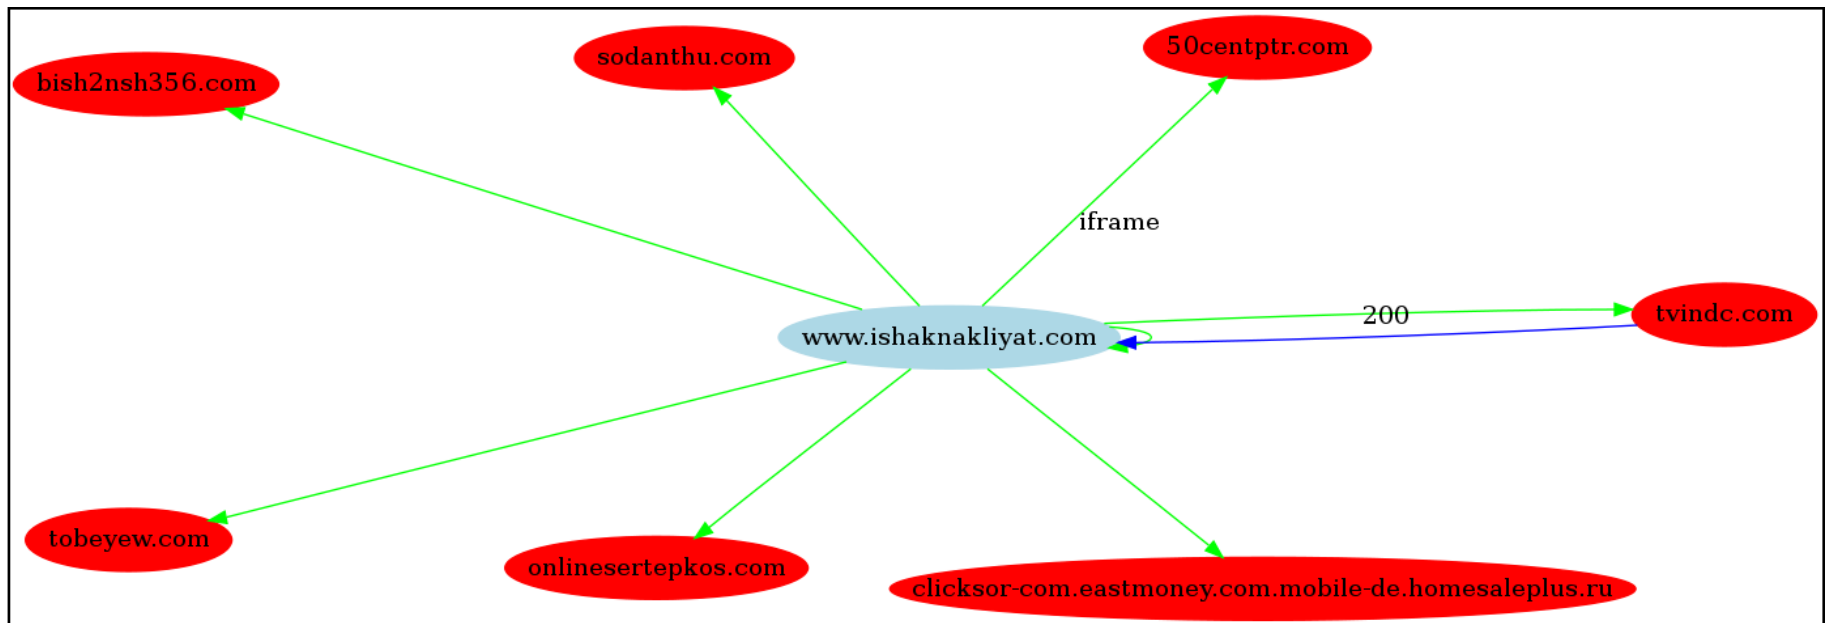 50centptr.com
sodanthu.com
bish2nsh356.com
iframe
200
tvindc.com
www.ishaknakliyat.com
tobeyew.com
onlinesertepkos.com
clicksor-com.eastmoney.com.mobile-de.homesaleplus.ru